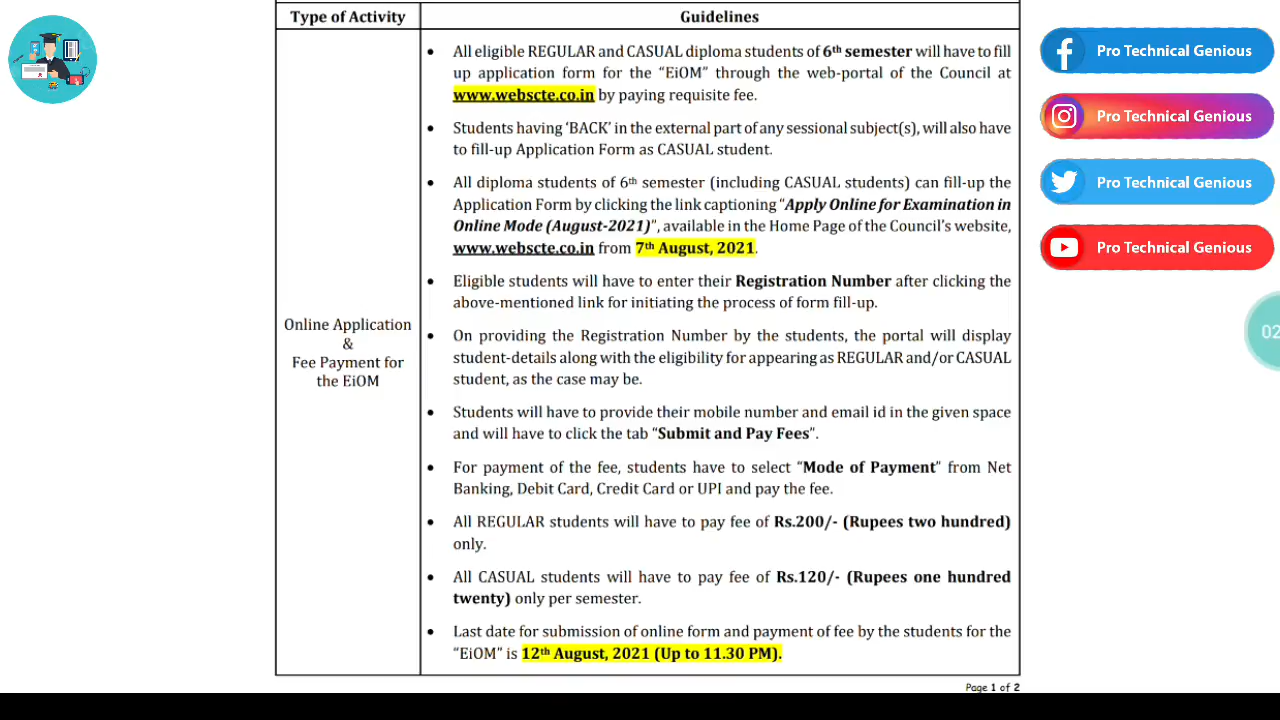 Type of Activity
Guidelines
Online Application
&
Fee Payment for
the EiOM
• All eligible REGULAR and CASUAL diploma students of 6th semester will have to fill
up application form for the "EiOM" through the web-portal of the Council at
www.webscte.co.in by paying requisite fee.
• Students having 'BACK' in the external part of any sessional subject(s), will also have
to fill-up Application Form as CASUAL student.
• All diploma students of 6th semester (including CASUAL students) can fill-up the
Application Form by clicking the link captioning "Apply Online for Examination in
Online Mode (August-2021)", available in the Home Page of the Council's website,
www.webscte.co.in from 7th August, 2021.
• Eligible students will have to enter their Registration Number after clicking the
above-mentioned link for initiating the process of form fill-up.
• On providing the Registration Number by the students, the portal will display
student-details along with the eligibility for appearing as REGULAR and/or CASUAL
student, as the case may be.
• Students will have to provide their mobile number and email id in the given space
and will have to click the tab "Submit and Pay Fees".
• For payment of the fee, students have to select "Mode of Payment" from Net
Banking, Debit Card, Credit Card or UPI and pay the fee.
• All REGULAR students will have to pay fee of Rs.200/- (Rupees two hundred)
only.
• All CASUAL students will have to pay fee of Rs.120/- (Rupees one hundred
twenty) only per semester.
• Last date for submission of online form and payment of fee by the students for the
"EiOM" is 12th August, 2021 (Up to 11.30 PM).
Page 1 of 2
Pro Technical Genious
Pro Technical Genious
Pro Technical Genious
Pro Technical Genious
02